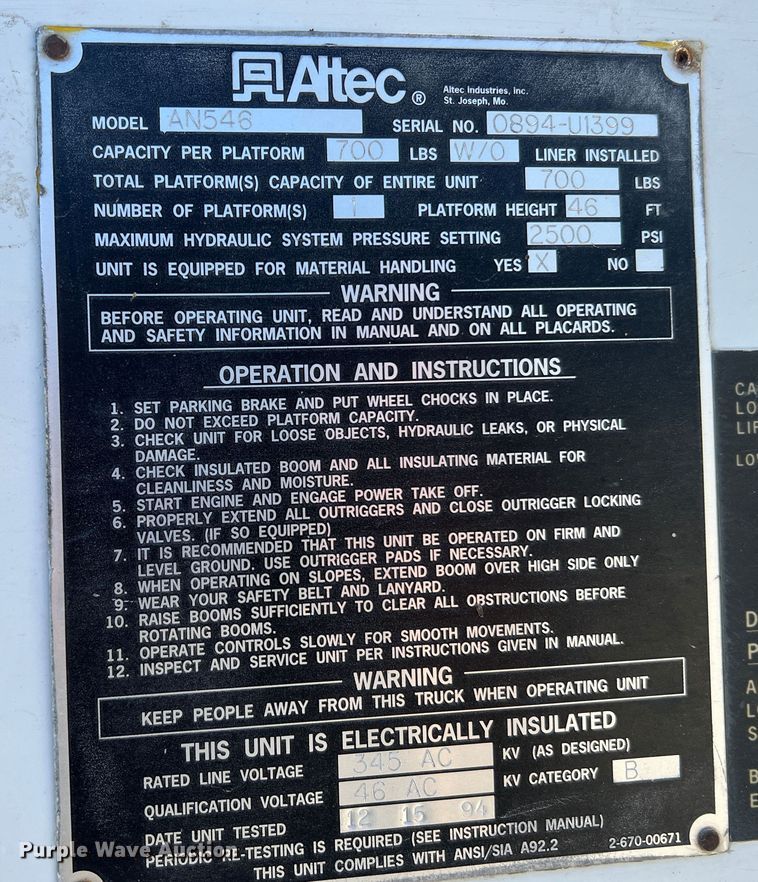 Altec ®
Altec Industries, Inc.
St. Joseph, Mo.
MODEL AN546 SERIAL NO. 0894-U1399
CAPACITY PER PLATFORM 700 LBS W/O LINER INSTALLED
TOTAL PLATFORM(S) CAPACITY OF ENTIRE UNIT 700 LBS
NUMBER OF PLATFORM(S) 1 PLATFORM HEIGHT 46 FT
MAXIMUM HYDRAULIC SYSTEM PRESSURE SETTING 2500 PSI
UNIT IS EQUIPPED FOR MATERIAL HANDLING YES X NO
WARNING
BEFORE OPERATING UNIT, READ AND UNDERSTAND ALL OPERATING
AND SAFETY INFORMATION IN MANUAL AND ON ALL PLACARDS.
OPERATION AND INSTRUCTIONS
1. SET PARKING BRAKE AND PUT WHEEL CHOCKS IN PLACE.
2. DO NOT EXCEED PLATFORM CAPACITY.
3. CHECK UNIT FOR LOOSE OBJECTS, HYDRAULIC LEAKS, OR PHYSICAL
DAMAGE.
4. CHECK INSULATED BOOM AND ALL INSULATING MATERIAL FOR
CLEANLINESS AND MOISTURE.
5. START ENGINE AND ENGAGE POWER TAKE OFF.
6. PROPERLY EXTEND ALL OUTRIGGERS AND CLOSE OUTRIGGER LOCKING
VALVES. (IF SO EQUIPPED)
7. IT IS RECOMMENDED THAT THIS UNIT BE OPERATED ON FIRM AND
LEVEL GROUND. USE OUTRIGGER PADS IF NECESSARY.
8. WHEN OPERATING ON SLOPES, EXTEND BOOM OVER HIGH SIDE ONLY
9. WEAR YOUR SAFETY BELT AND LANYARD.
10. RAISE BOOMS SUFFICIENTLY TO CLEAR ALL OBSTRUCTIONS BEFORE
ROTATING BOOMS.
11. OPERATE CONTROLS SLOWLY FOR SMOOTH MOVEMENTS.
12. INSPECT AND SERVICE UNIT PER INSTRUCTIONS GIVEN IN MANUAL.
WARNING
KEEP PEOPLE AWAY FROM THIS TRUCK WHEN OPERATING UNIT
THIS UNIT IS ELECTRICALLY INSULATED
RATED LINE VOLTAGE 345 AC KV (AS DESIGNED)
QUALIFICATION VOLTAGE 46 AC KV CATEGORY B
DATE UNIT TESTED 12 15 94
PERIODIC RE-TESTING IS REQUIRED (SEE INSTRUCTION MANUAL)
THIS UNIT COMPLIES WITH ANSI/SIA A92.2 2-670-00671
Purple Wave Auction
CA
LO
LIF
LO
D
P
A
LO
S
B
E